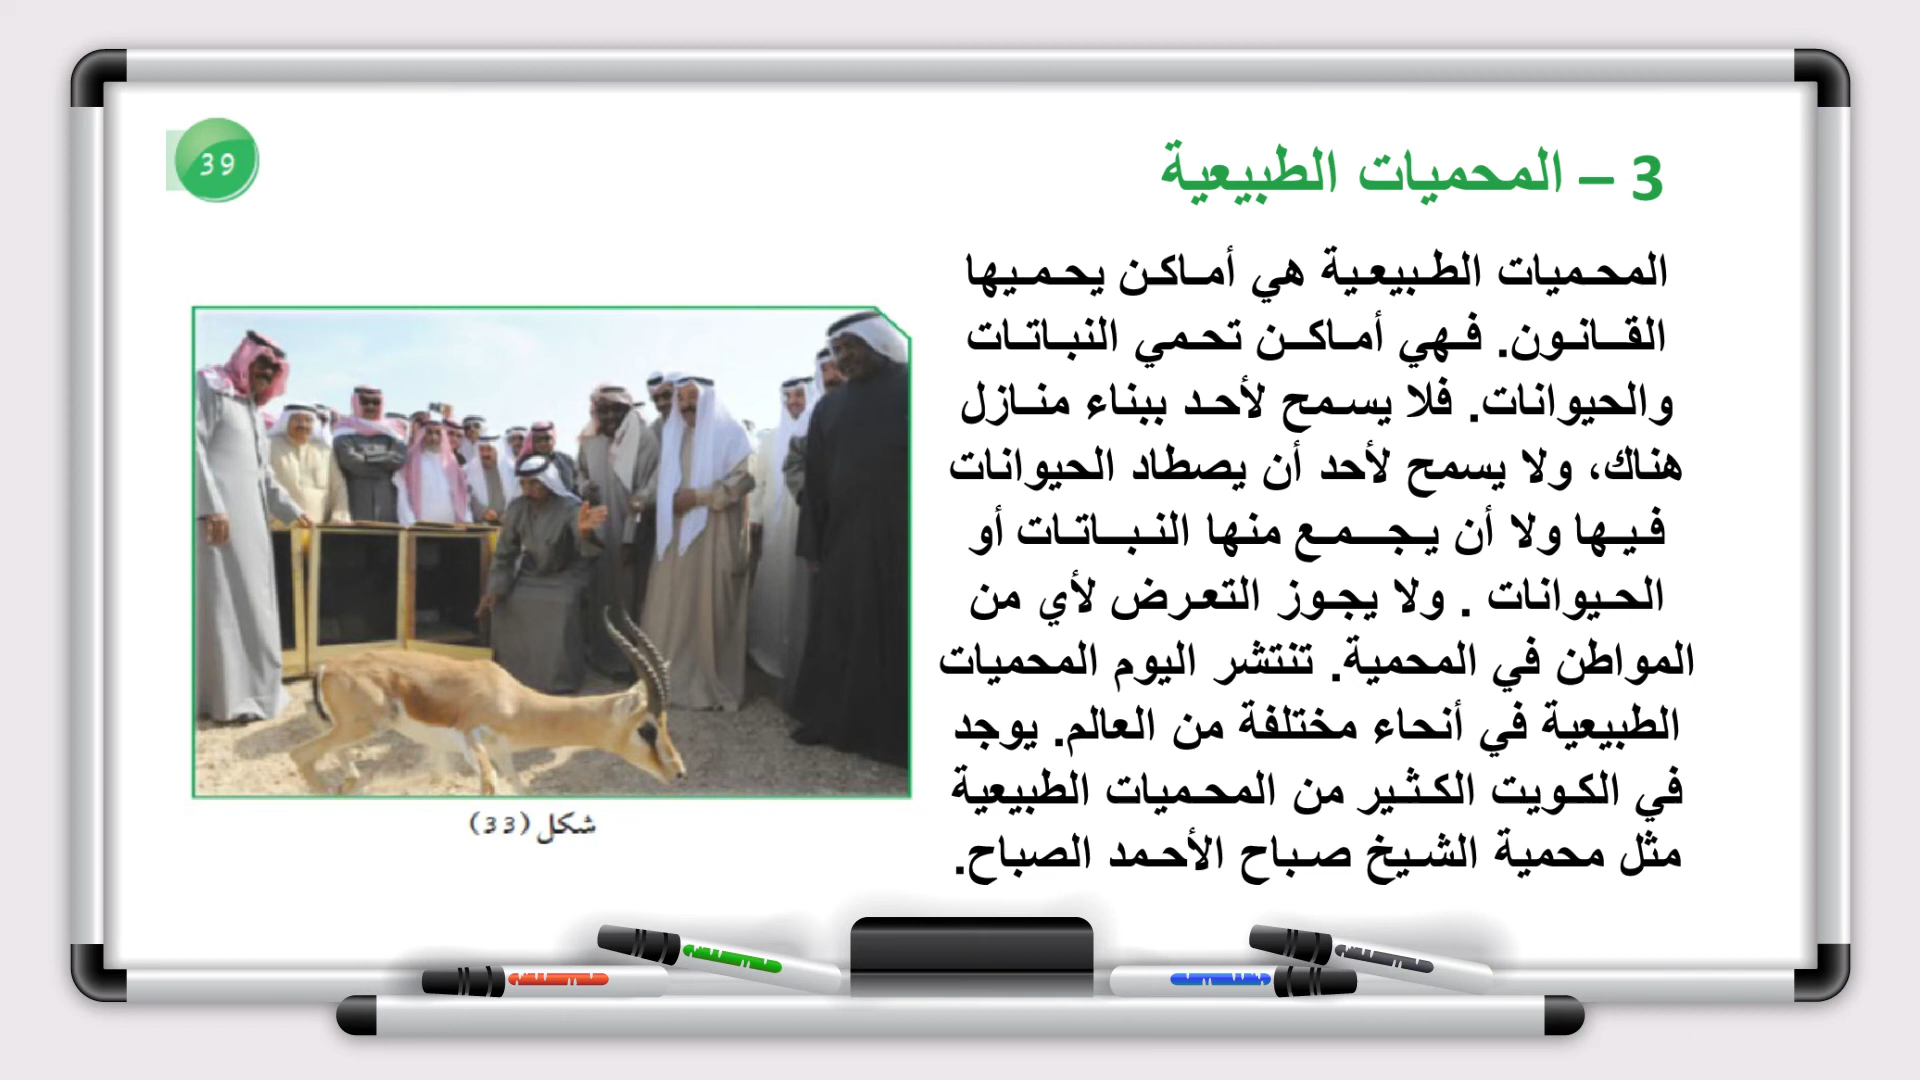 3 – المحميات الطبيعية
39
المحميات الطبيعية هي أماكن يحميها
القانون. فهي أماكن تحمي النباتات
والحيوانات. فلا يسمح لأحد ببناء منازل
هناك، ولا يسمح لأحد أن يصطاد الحيوانات
فيها ولا أن يجمع منها النباتات أو
الحيوانات . ولا يجوز التعرض لأي من
المواطن في المحمية. تنتشر اليوم المحميات
الطبيعية في أنحاء مختلفة من العالم. يوجد
في الكويت الكثير من المحميات الطبيعية
مثل محمية الشيخ صباح الأحمد الصباح.
شكل (33)